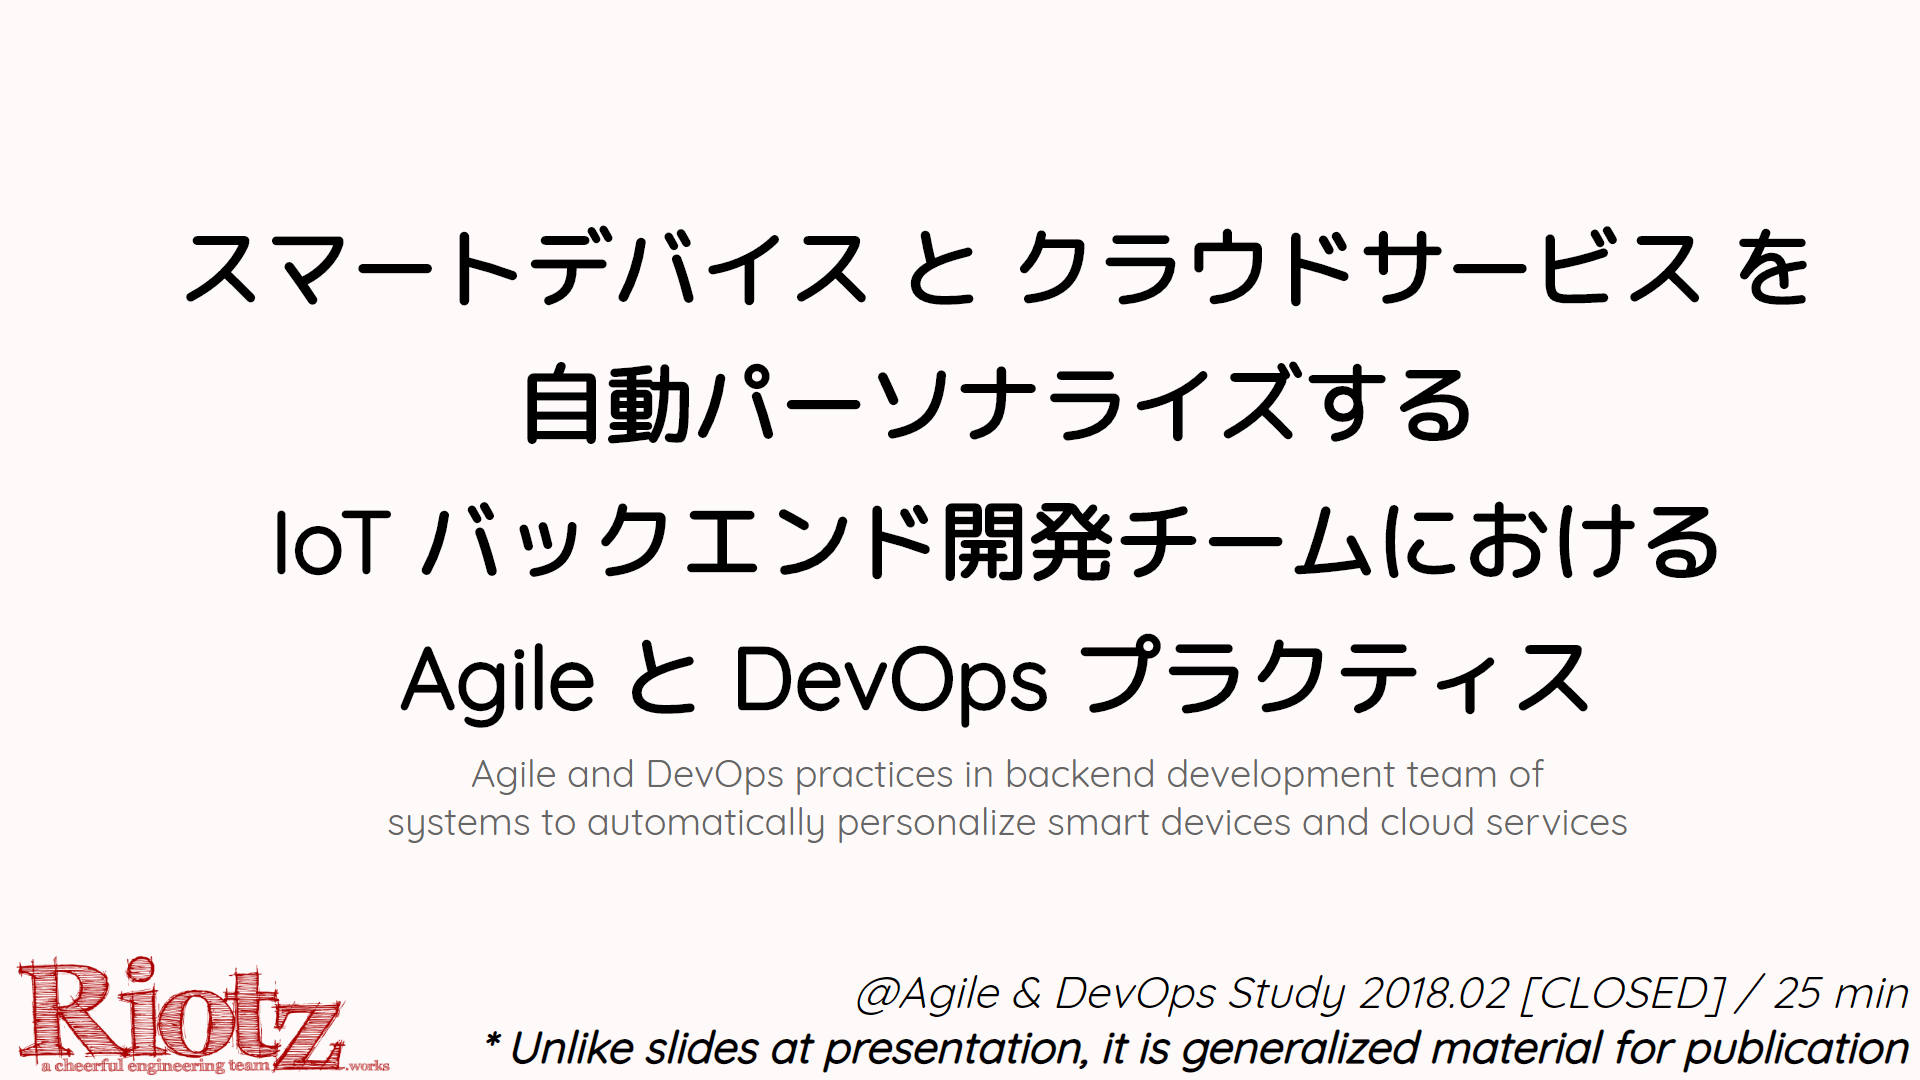 スマートデバイス と クラウドサービス を
自動パーソナライズする
IoT バックエンド開発チームにおける
Agile と DevOps プラクティス
Agile and DevOps practices in backend development team of
systems to automatically personalize smart devices and cloud services
Riotz
a cheerful engineering team .works
@Agile & DevOps Study 2018.02 [CLOSED] / 25 min
* Unlike slides at presentation, it is generalized material for publication